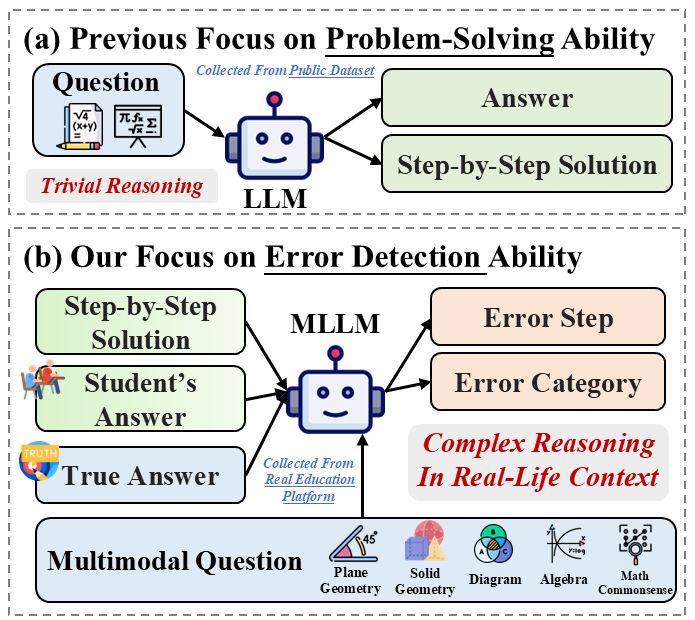 (a) Previous Focus on Problem-Solving Ability
Question
Collected From Public Dataset
√4
(x+y)
=
Trivial Reasoning
LLM
Answer
Step-by-Step Solution
(b) Our Focus on Error Detection Ability
Step-by-Step
Solution
Student's
Answer
TRUTH
True Answer
MLLM
Error Step
Error Category
Collected From
Real Education
Platform
Complex Reasoning
In Real-Life Context
Multimodal Question
45°
Plane
Geometry
Solid
Geometry
A
B
C
Diagram
y=logx
Algebra
Math
Commonsense